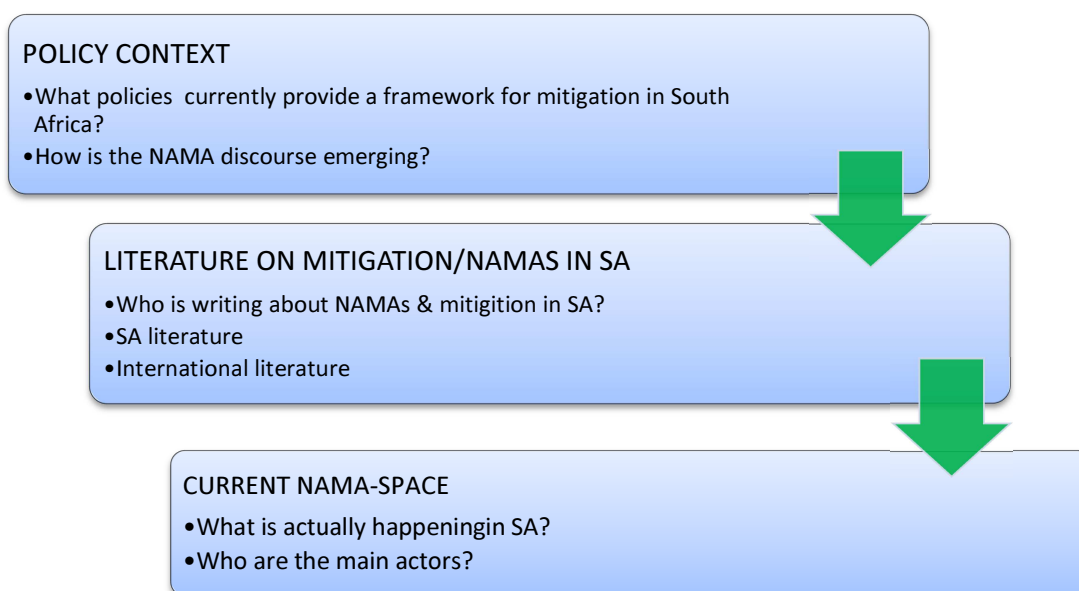 POLICY CONTEXT
•What policies currently provide a framework for mitigation in South
Africa?
•How is the NAMA discourse emerging?
LITERATURE ON MITIGATION/NAMAS IN SA
•Who is writing about NAMAs & mitigition in SA?
•SA literature
•International literature
CURRENT NAMA-SPACE
•What is actually happeningin SA?
•Who are the main actors?